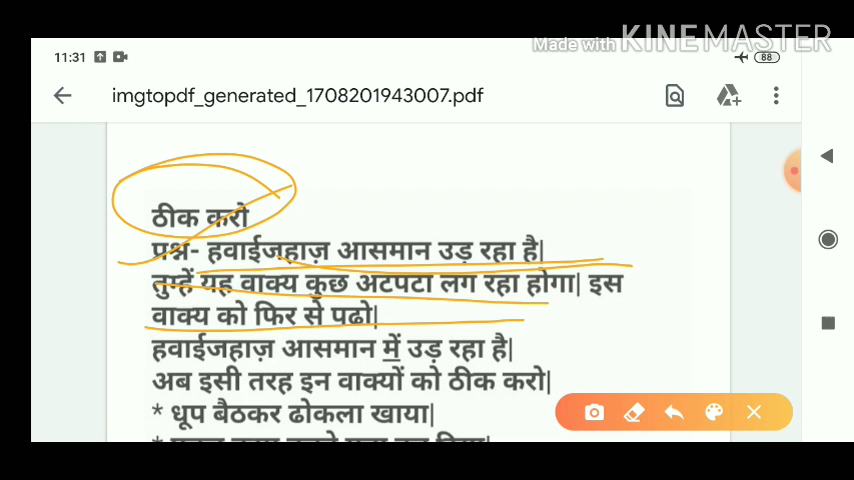 Made with KINEMASTER
11:31 88
imgtopdf_generated_1708201943007.pdf
ठीक करो
प्रश्न- हवाईजहाज़ आसमान उड़ रहा है|
तुम्हें यह वाक्य कुछ अटपटा लग रहा होगा| इस
वाक्य को फिर से पढो|
हवाईजहाज़ आसमान में उड़ रहा है|
अब इसी तरह इन वाक्यों को ठीक करो|
* धूप बैठकर ढोकला खाया|